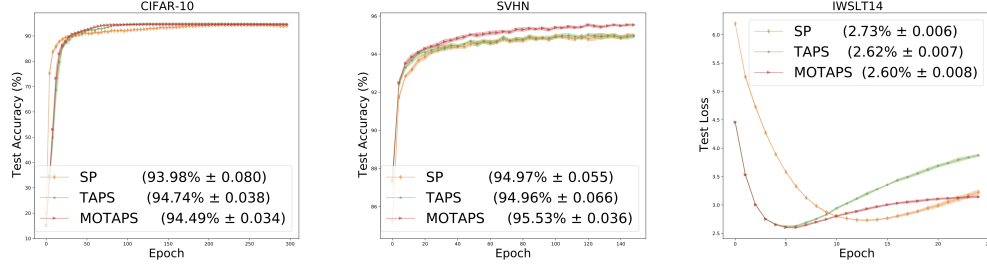 CIFAR-10
Test Accuracy (%)
90
80
70
60
50
40
30
20
10
0
50
100
150
200
250
300
Epoch
SP (93.98% ± 0.080)
TAPS (94.74% ± 0.038)
MOTAPS (94.49% ± 0.034)
SVHN
Test Accuracy (%)
96
94
92
90
88
86
0
20
40
60
80
100
120
140
Epoch
SP (94.97% ± 0.055)
TAPS (94.96% ± 0.066)
MOTAPS (95.53% ± 0.036)
IWSLT14
Test Loss
6.0
5.5
5.0
4.5
4.0
3.5
3.0
2.5
0
5
10
15
20
Epoch
SP (2.73% ± 0.006)
TAPS (2.62% ± 0.007)
MOTAPS (2.60% ± 0.008)